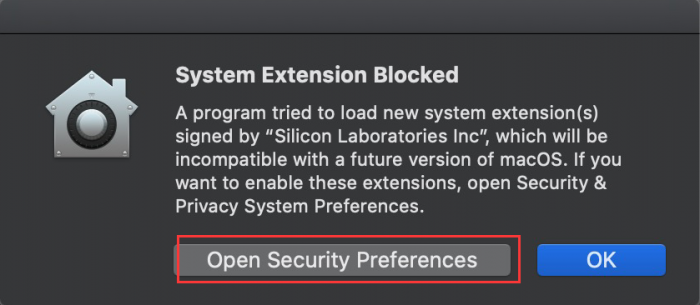 System Extension Blocked
A program tried to load new system extension(s)
signed by “Silicon Laboratories Inc”, which will be
incompatible with a future version of macOS. If you
want to enable these extensions, open Security &
Privacy System Preferences.
Open Security Preferences
OK